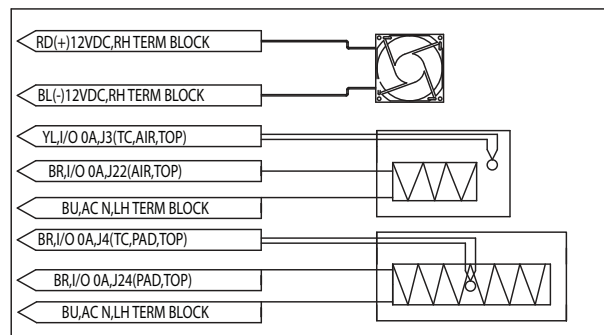 RD(+)12VDC,RH TERM BLOCK
BL(-)12VDC,RH TERM BLOCK
YL,I/O 0A,J3(TC,AIR,TOP)
BR,I/O 0A,J22(AIR,TOP)
BU,AC N,LH TERM BLOCK
BR,I/O 0A,J4(TC,PAD,TOP)
BR,I/O 0A,J24(PAD,TOP)
BU,AC N,LH TERM BLOCK